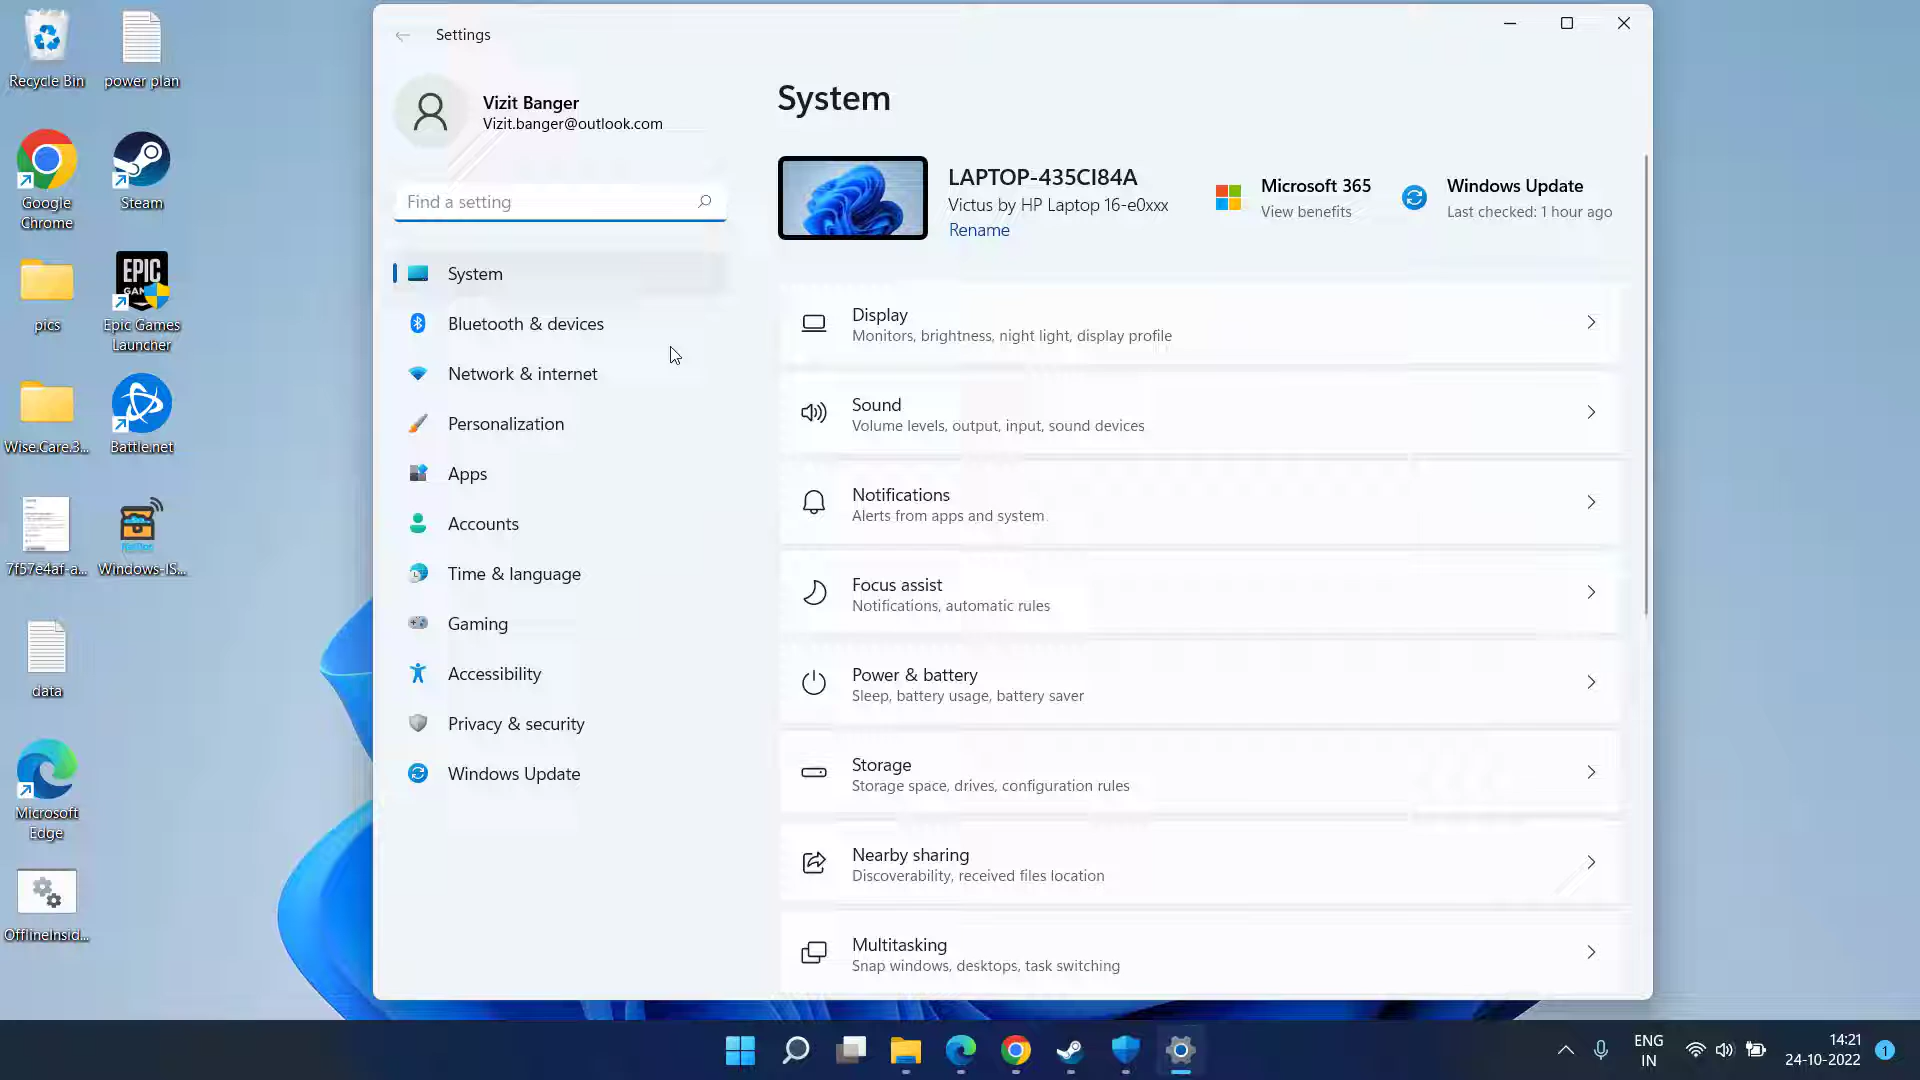 Recycle Bin
power plan
Google
Chrome
Steam
pics
EPIC
GAM
Epic Games
Launcher
Wise.Care.3...
Battle.net
7f57e4af-a...
Windows-IS...
data
Microsoft
Edge
OfflineInsid...
Settings
Vizit Banger
Vizit.banger@outlook.com
Find a setting
System
Bluetooth & devices
Network & internet
Personalization
Apps
Accounts
Time & language
Gaming
Accessibility
Privacy & security
Windows Update
System
LAPTOP-435CI84A
Victus by HP Laptop 16-e0xxx
Rename
Microsoft 365
View benefits
Windows Update
Last checked: 1 hour ago
Display
Monitors, brightness, night light, display profile
Sound
Volume levels, output, input, sound devices
Notifications
Alerts from apps and system
Focus assist
Notifications, automatic rules
Power & battery
Sleep, battery usage, battery saver
Storage
Storage space, drives, configuration rules
Nearby sharing
Discoverability, received files location
Multitasking
Snap windows, desktops, task switching
ENG
IN
14:21
24-10-2022
1